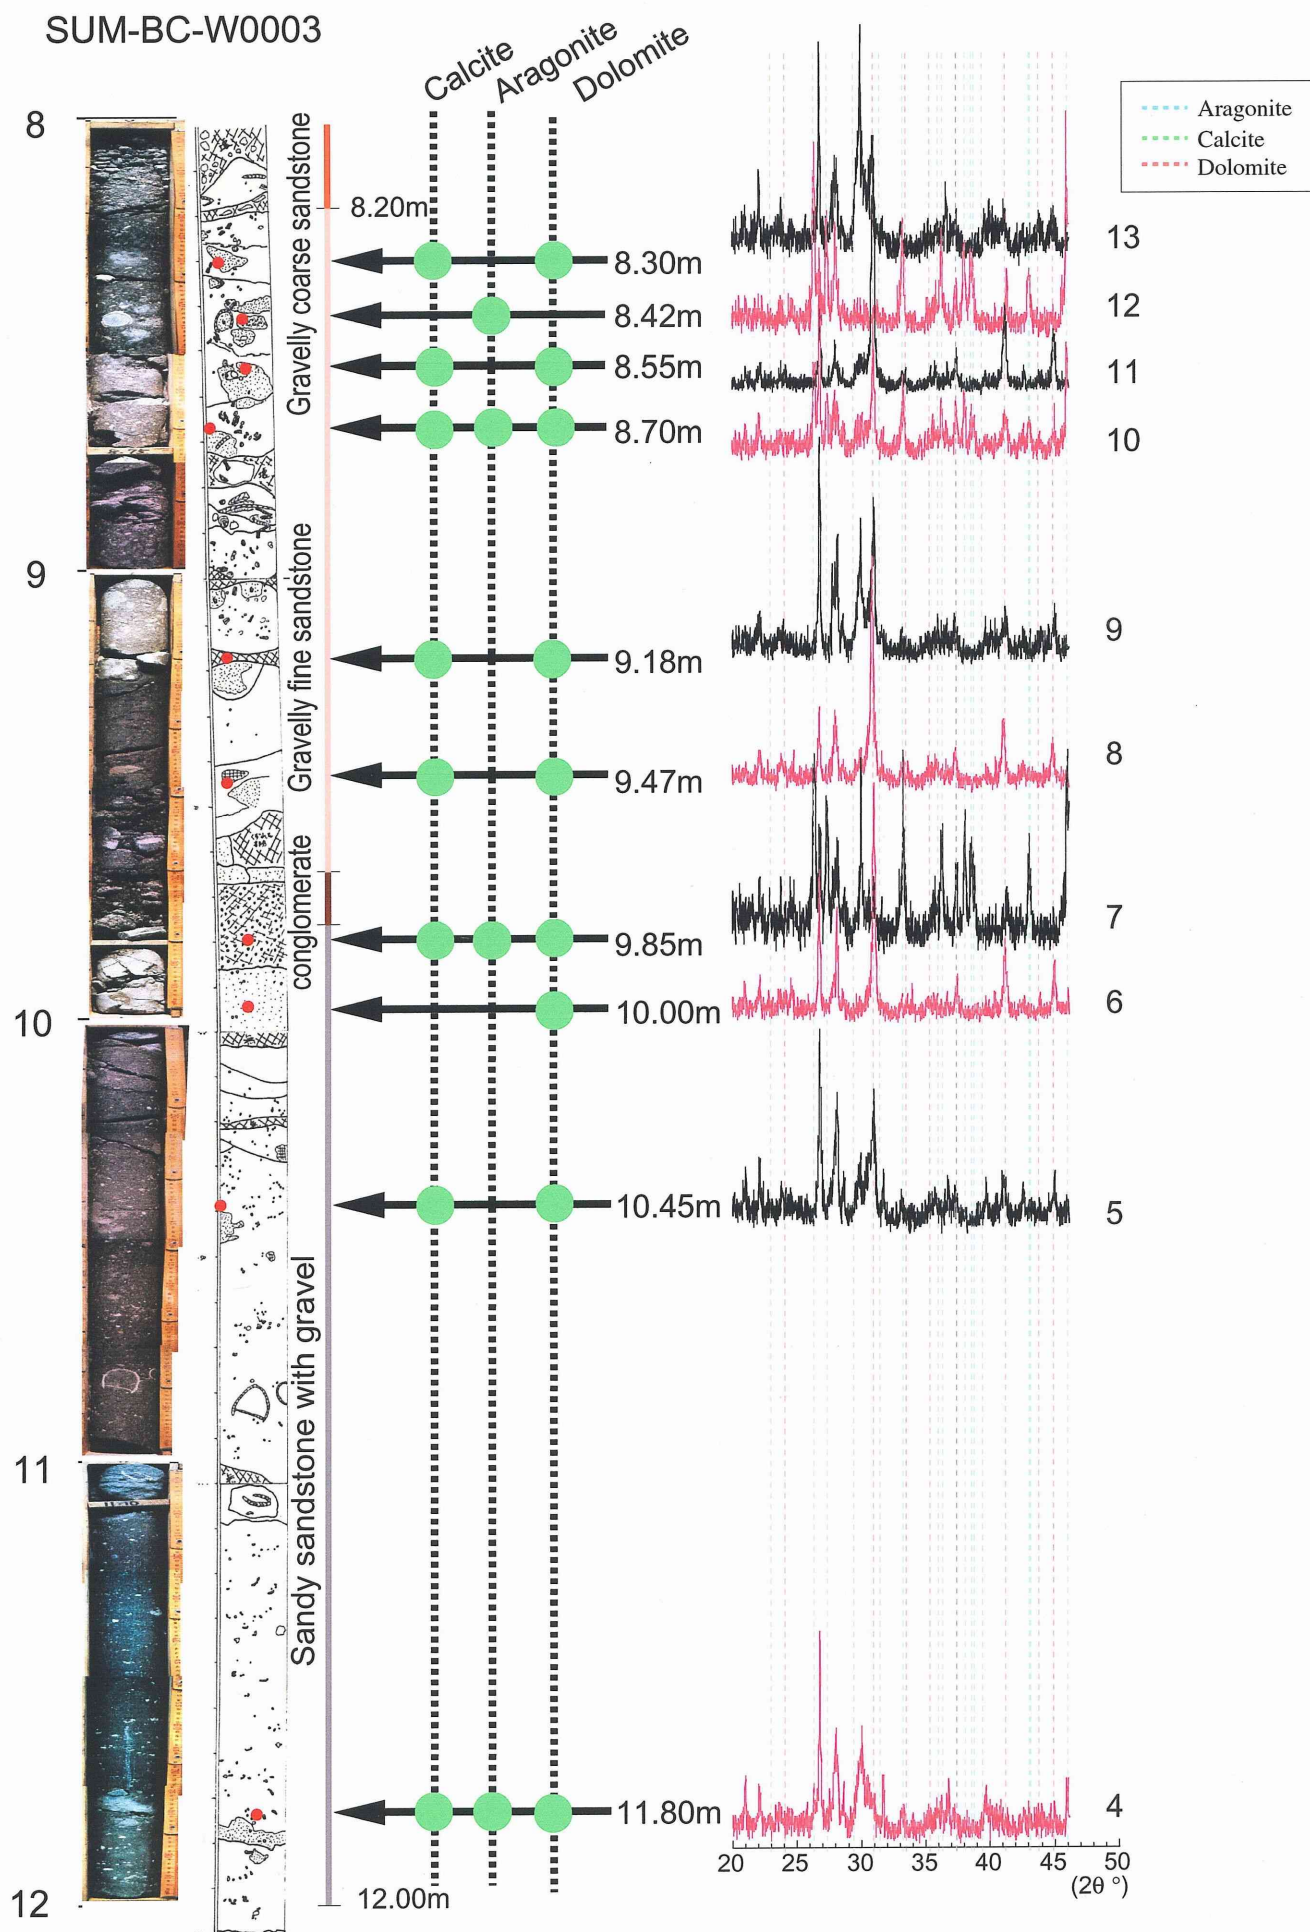 SUM-BC-W0003
Calcite
Aragonite
Dolomite
Aragonite
Calcite
Dolomite
8
9
10
11
12
Gravelly coarse sandstone
Gravelly fine sandstone
conglomerate
Sandy sandstone with gravel
8.20m
8.30m
8.42m
8.55m
8.70m
9.18m
9.47m
9.85m
10.00m
10.45m
11.80m
12.00m
13
12
11
10
9
8
7
6
5
4
20 25 30 35 40 45 50
(2θ °)